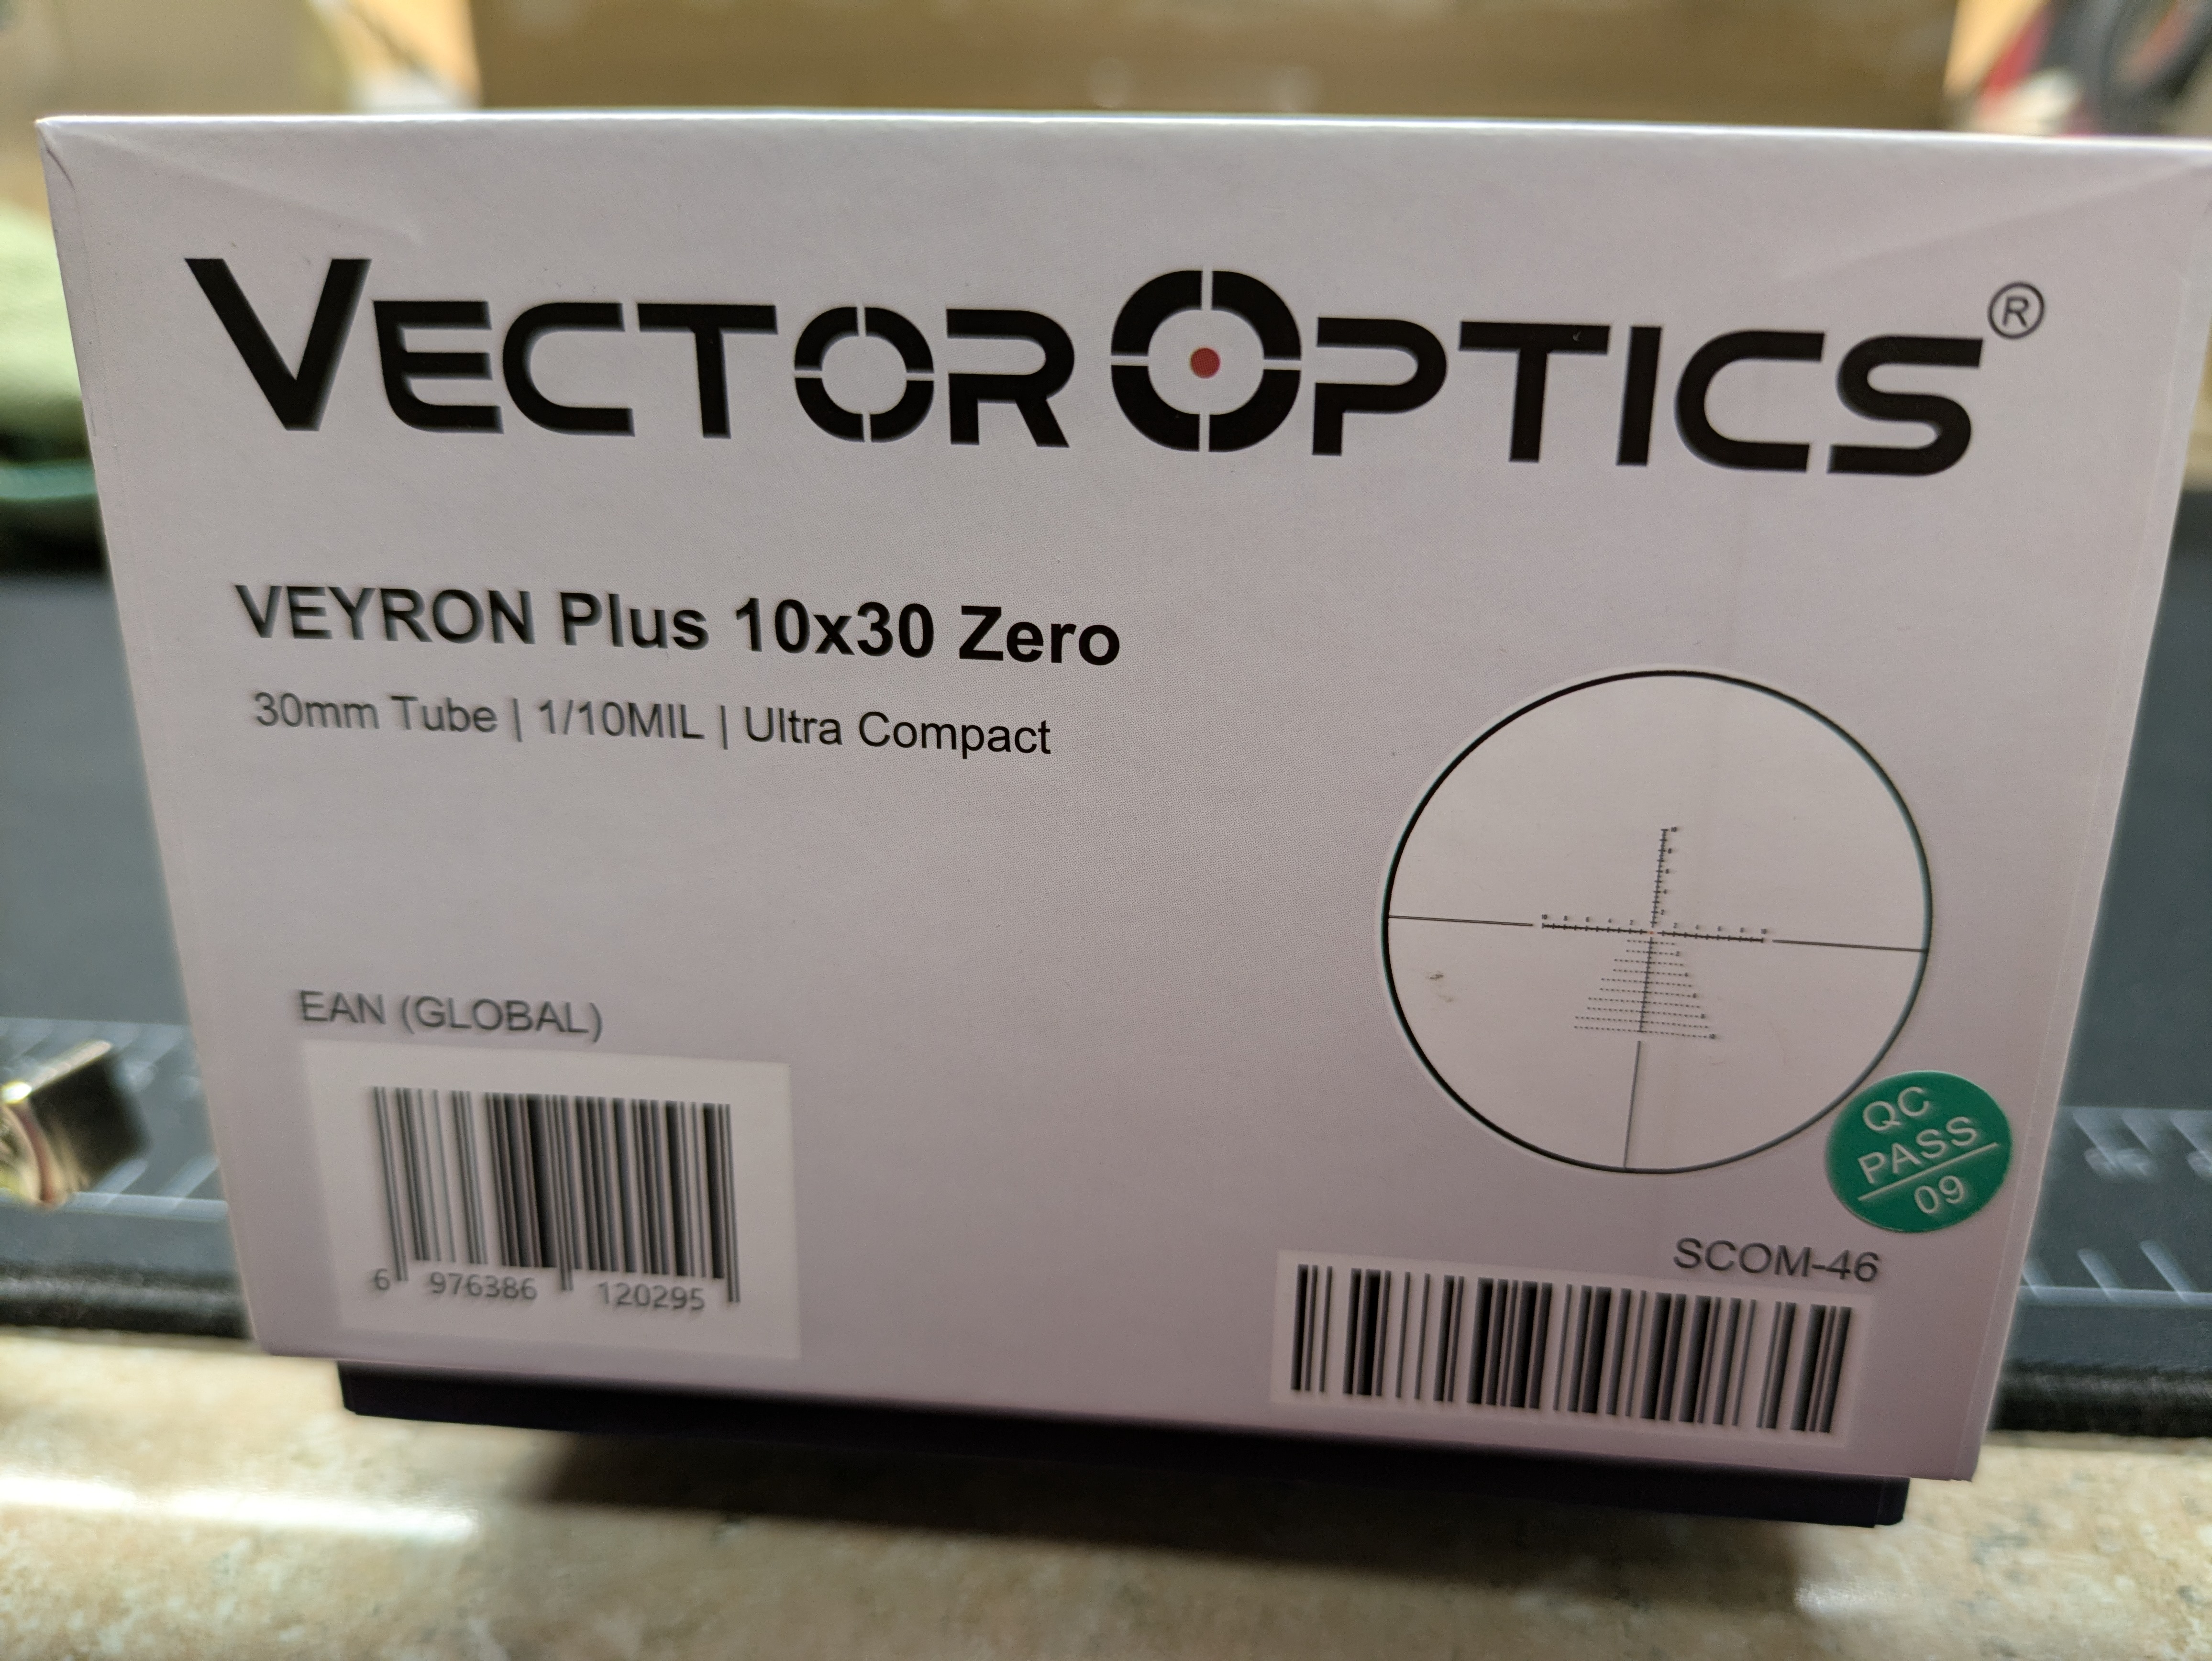 VECTOR OPTICS®
VEYRON Plus 10x30 Zero
30mm Tube | 1/10MIL | Ultra Compact
EAN (GLOBAL)
6 976386 120295
QC
PASS
09
SCOM-46